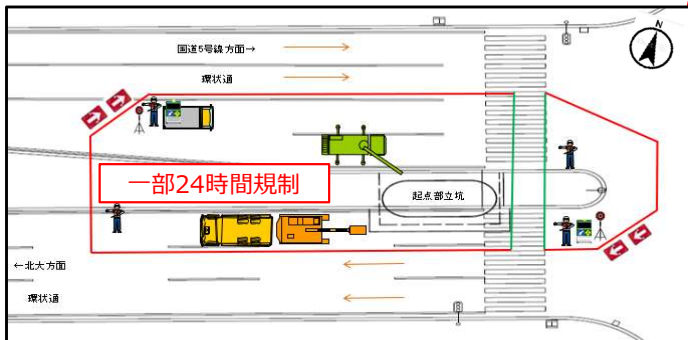 国道5号線方面→
環状通
N
一部24時間規制
起点部立坑
←北大方面
環状通